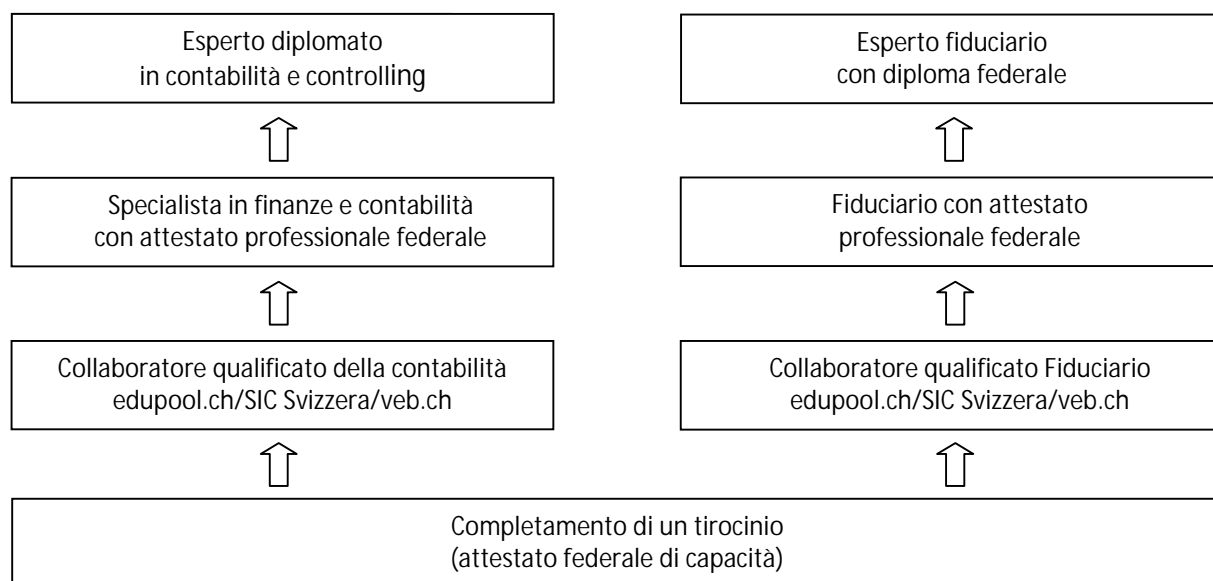 Esperto diplomato
in contabilità e controlling
Esperto fiduciario
con diploma federale
Specialista in finanze e contabilità
con attestato professionale federale
Fiduciario con attestato
professionale federale
Collaboratore qualificato della contabilità
edupool.ch/SIC Svizzera/veb.ch
Collaboratore qualificato Fiduciario
edupool.ch/SIC Svizzera/veb.ch
Completamento di un tirocinio
(attestato federale di capacità)